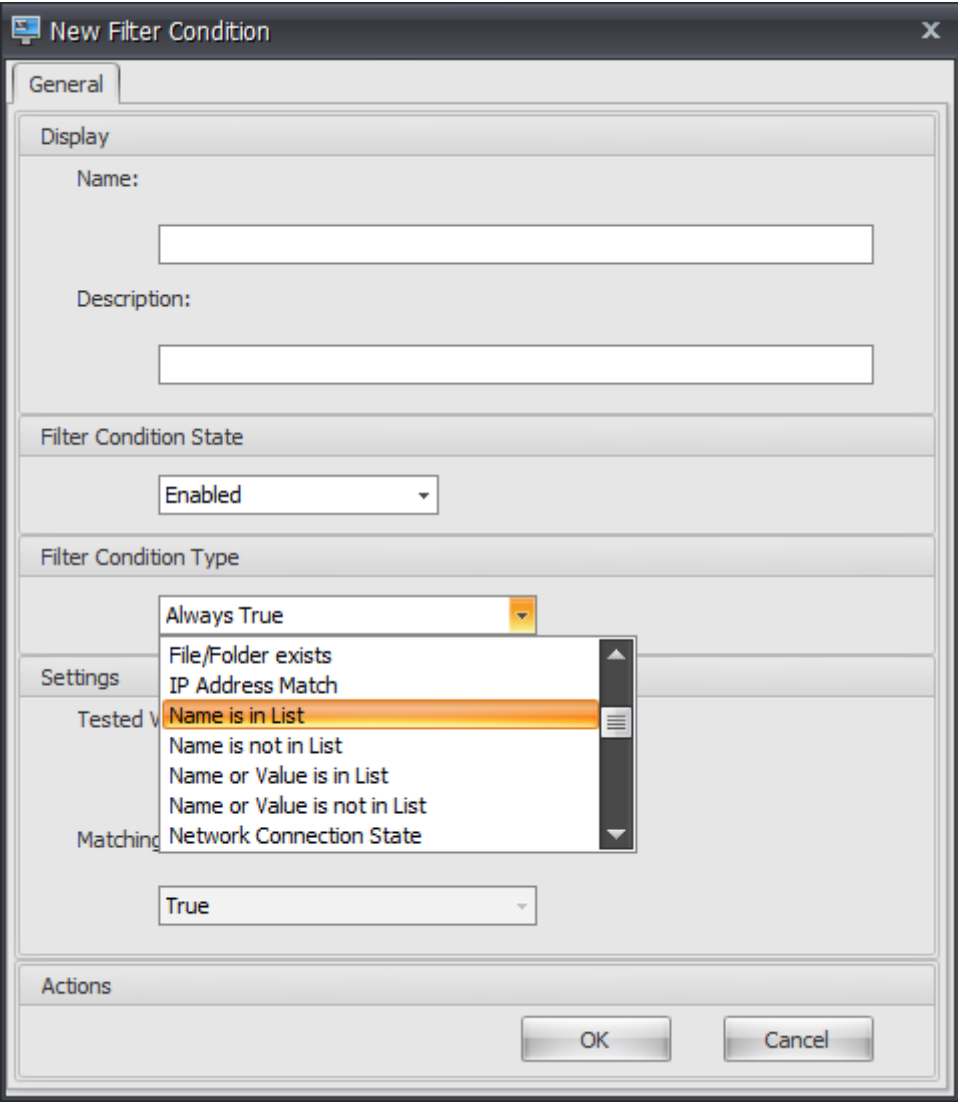 New Filter Condition
General
Display
Name:
Description:
Filter Condition State
Enabled
Filter Condition Type
Always True
File/Folder exists
IP Address Match
Settings
Name is in List
Tested
Name is not in List
Name or Value is in List
Name or Value is not in List
Network Connection State
Matching
True
Actions
OK Cancel